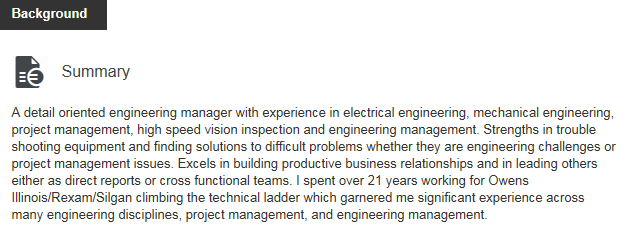 Background
Summary
A detail oriented engineering manager with experience in electrical engineering, mechanical engineering,
project management, high speed vision inspection and engineering management. Strengths in trouble
shooting equipment and finding solutions to difficult problems whether they are engineering challenges or
project management issues. Excels in building productive business relationships and in leading others
either as direct reports or cross functional teams. I spent over 21 years working for Owens
Illinois/Rexam/Silgan climbing the technical ladder which garnered me significant experience across
many engineering disciplines, project management, and engineering management.